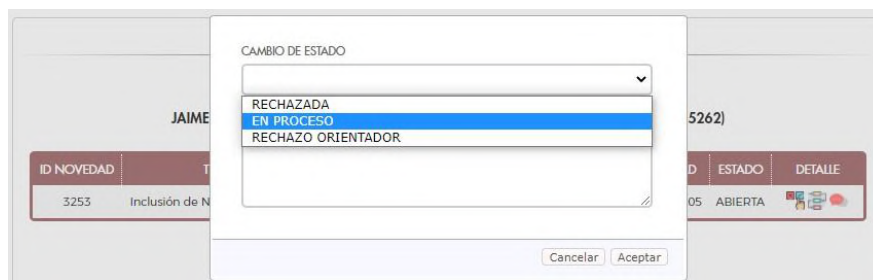 CAMBIO DE ESTADO
RECHAZADA
EN PROCESO
RECHAZO ORIENTADOR
JAIME
5262)
ID NOVEDAD T D ESTADO DETALLE
3253 Inclusión de N 05 ABIERTA
Cancelar Aceptar